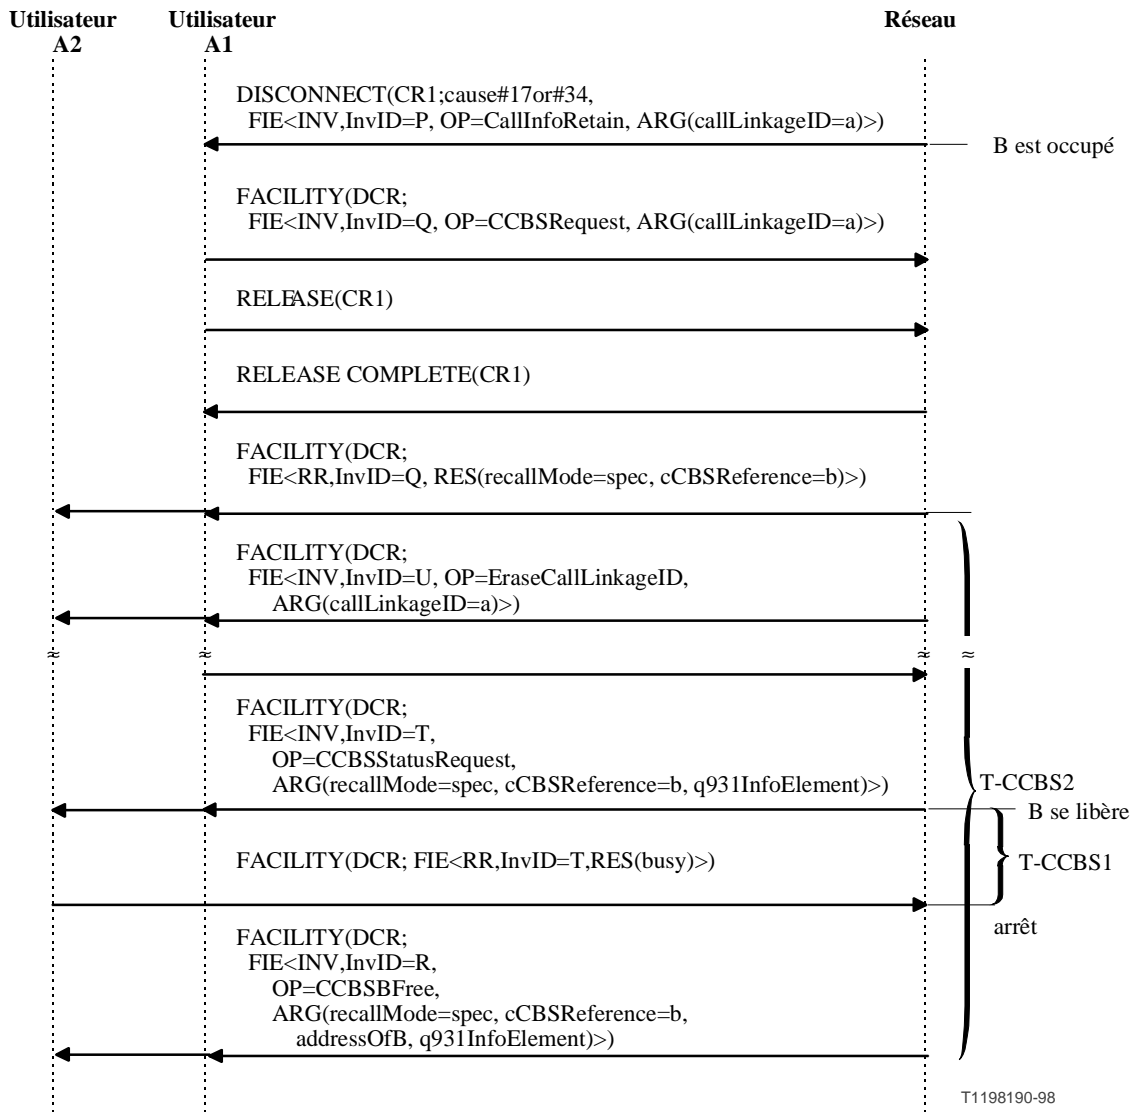 Utilisateur Utilisateur Réseau
A2 A1
DISCONNECT(CR1;cause#17or#34,
FIE<INV,InvID=P, OP=CallInfoRetain, ARG(callLinkageID=a)>)
B est occupé
FACILITY(DCR;
FIE<INV,InvID=Q, OP=CCBSRequest, ARG(callLinkageID=a)>)
RELEASE(CR1)
RELEASE COMPLETE(CR1)
FACILITY(DCR;
FIE<RR,InvID=Q, RES(recallMode=spec, cCBSReference=b)>)
FACILITY(DCR;
FIE<INV,InvID=U, OP=EraseCallLinkageID,
ARG(callLinkageID=a)>)
≈ ≈ ≈ ≈
FACILITY(DCR;
FIE<INV,InvID=T,
OP=CCBSStatusRequest,
ARG(recallMode=spec, cCBSReference=b, q931InfoElement)>)
T-CCBS2
B se libère
FACILITY(DCR; FIE<RR,InvID=T,RES(busy)>)
T-CCBS1
arrêt
FACILITY(DCR;
FIE<INV,InvID=R,
OP=CCBSBFree,
ARG(recallMode=spec, cCBSReference=b,
addressOfB, q931InfoElement)>)
T1198190-98